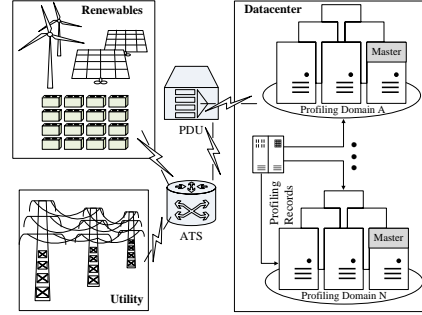 Renewables
Datacenter
Master
Profiling Domain A
PDU
Profiling
Records
ATS
Master
Utility
Profiling Domain N